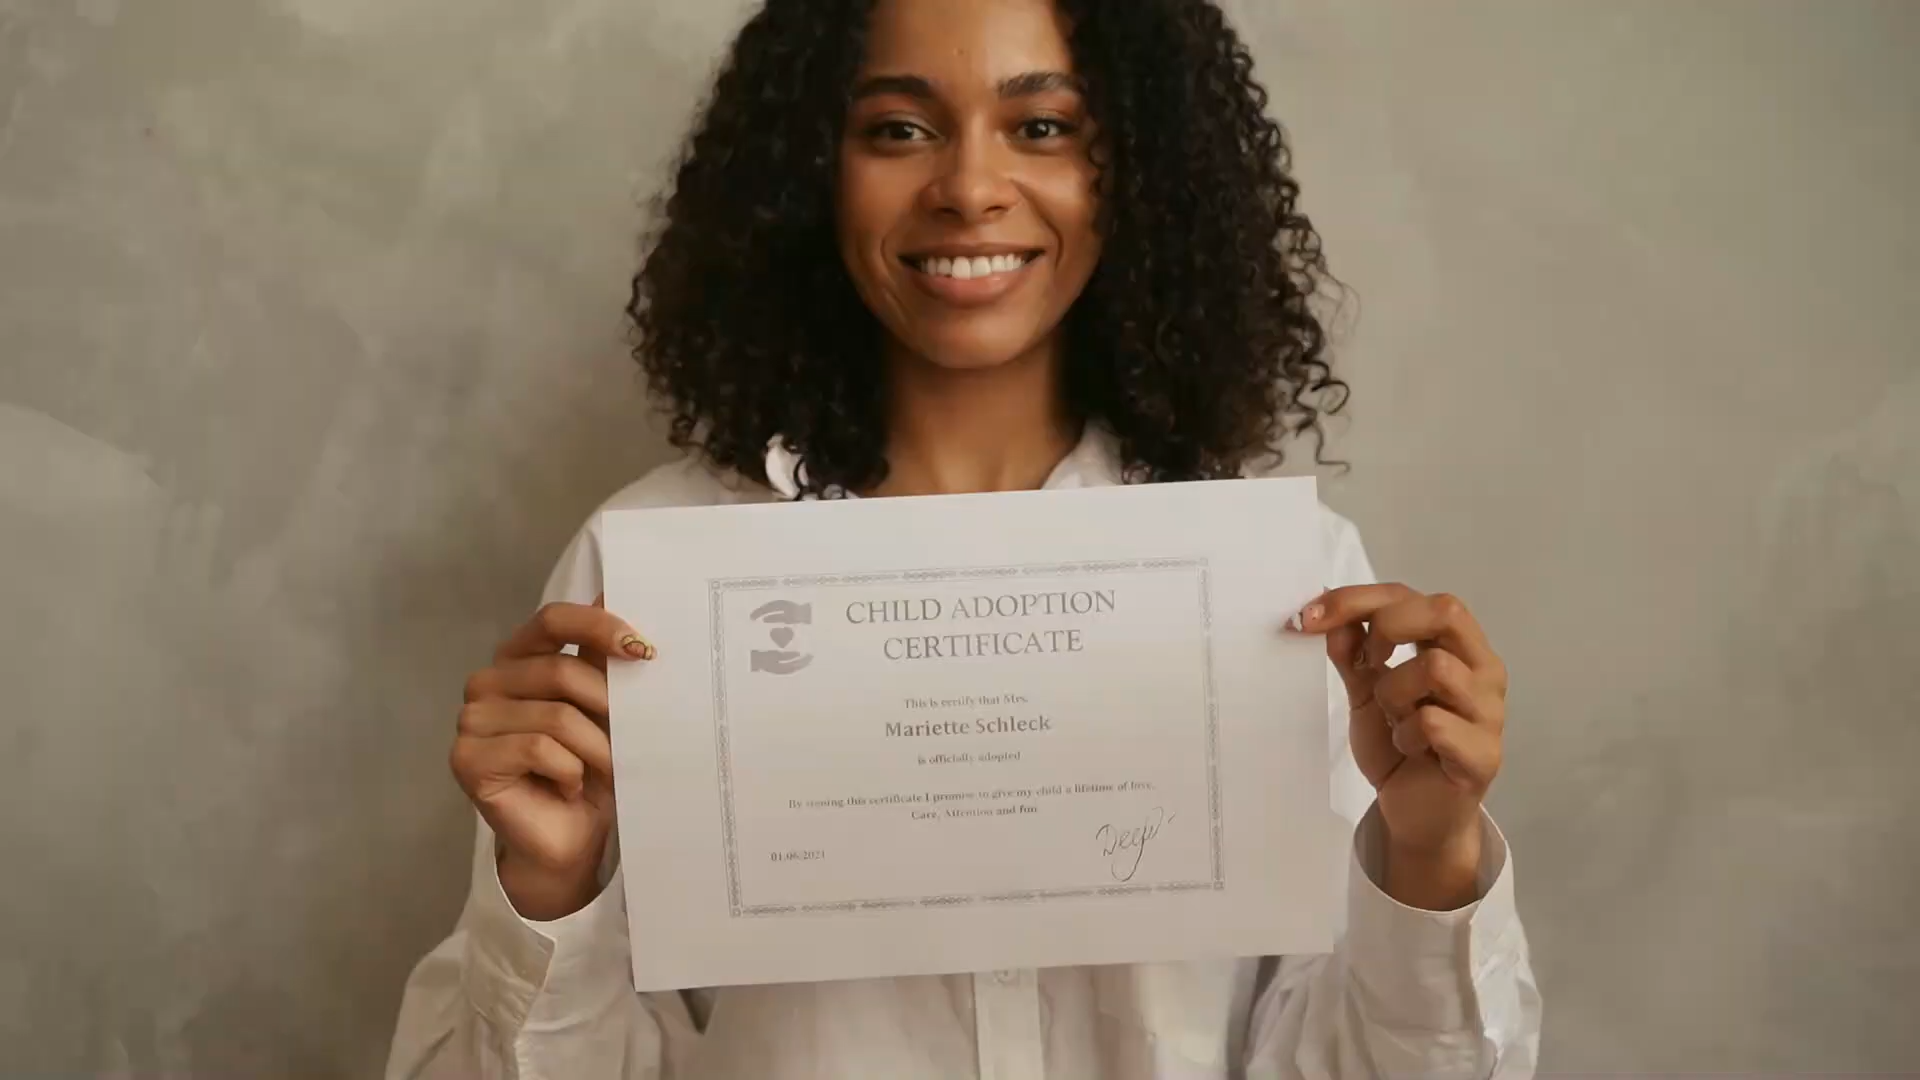 CHILD ADOPTION
CERTIFICATE
This is certify that Mrs.
Mariette Schleck
is officially adopted
By signing this certificate I promise to give my child a lifetime of love,
Care, Attention and fun
01.06.2021